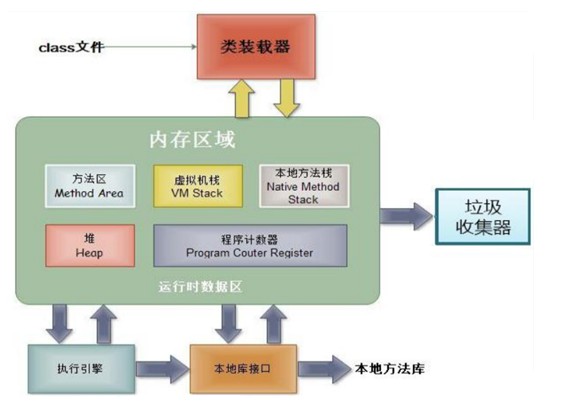 class文件
类装载器
内存区域
方法区
Method Area
虚拟机栈
VM Stack
本地方法栈
Native Method
Stack
堆
Heap
程序计数器
Program Couter Register
运行时数据区
垃圾
收集器
执行引擎
本地库接口
本地方法库